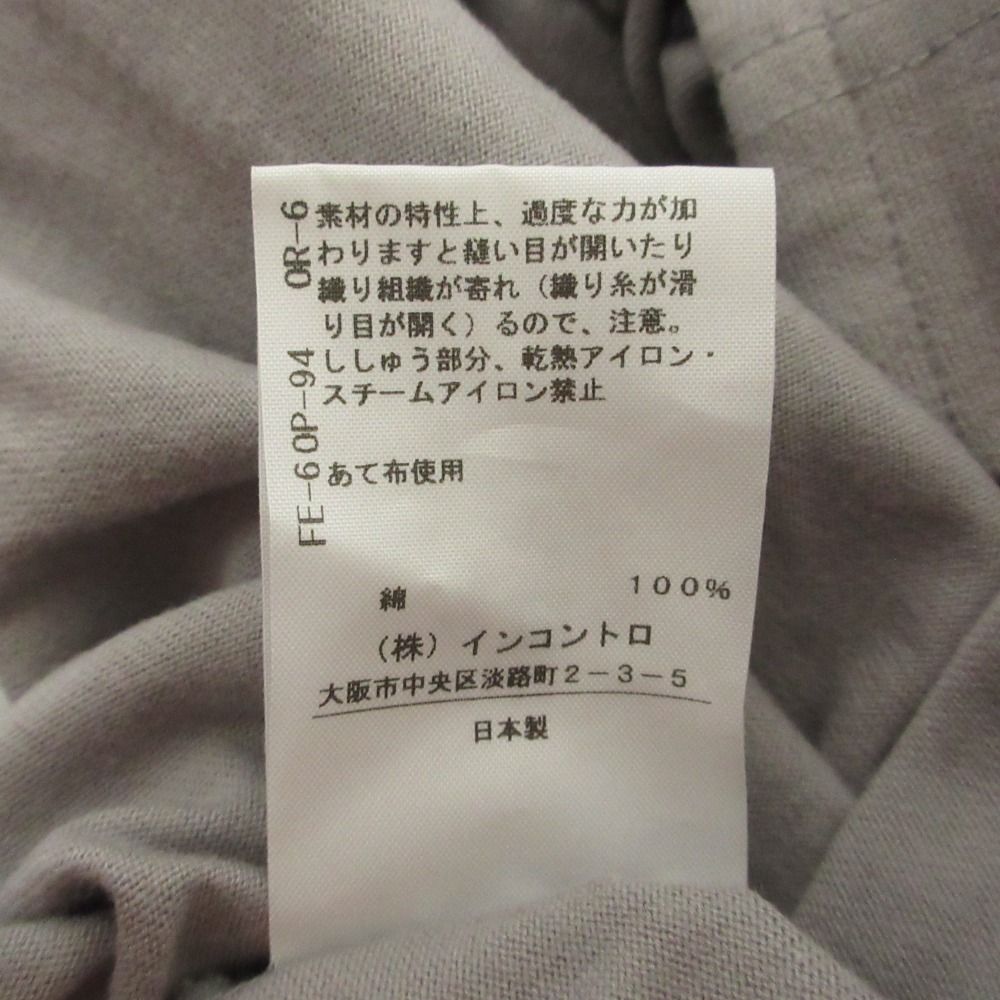 素材の特性上、過度な力が加
わりますと縫い目が開いたり
織り組織が寄れ（織り糸が滑
り目が開く）るので、注意。
ししゅう部分、乾熱アイロン・
スチームアイロン禁止
あて布使用
FE-60P-94 OR-6
綿 100%
（株）インコントロ
大阪市中央区淡路町2-3-5
日本製